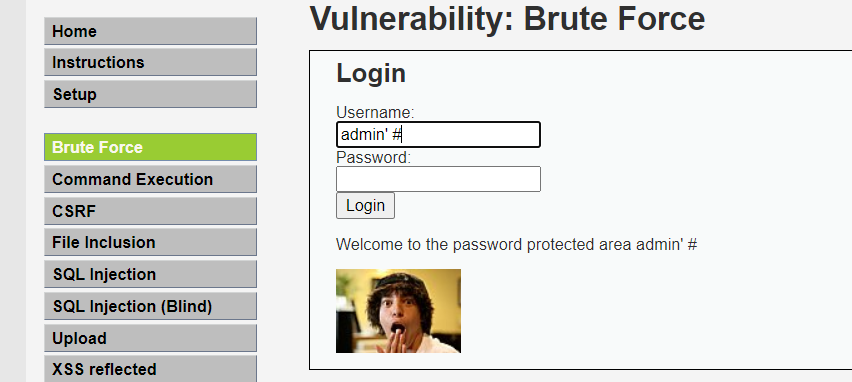 Home
Instructions
Setup
Brute Force
Command Execution
CSRF
File Inclusion
SQL Injection
SQL Injection (Blind)
Upload
XSS reflected
Vulnerability: Brute Force
Login
Username:
admin' #
Password:
Login
Welcome to the password protected area admin' #